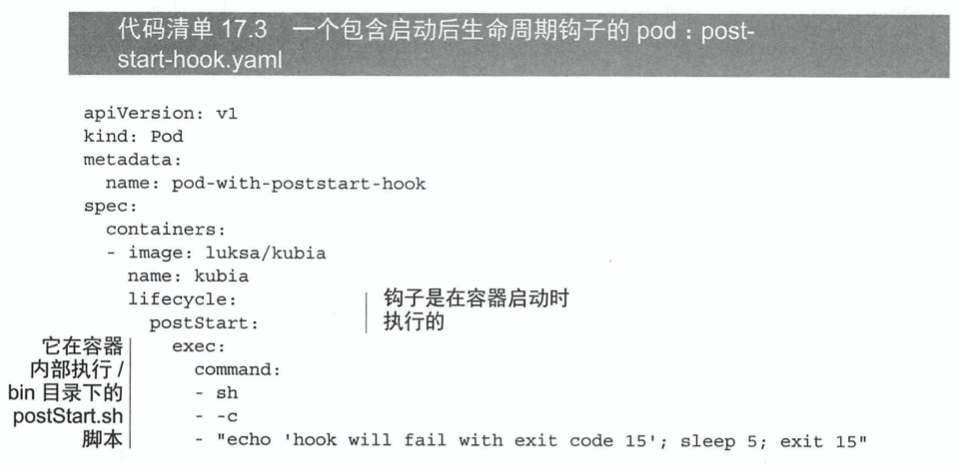 代码清单 17.3 一个包含启动后生命周期钩子的 pod：post-
start-hook.yaml
apiVersion: v1
kind: Pod
metadata:
  name: pod-with-poststart-hook
spec:
  containers:
  - image: luksa/kubia
    name: kubia
    lifecycle:
      postStart:
        exec:
          command:
          - sh
          - -c
          - "echo 'hook will fail with exit code 15'; sleep 5; exit 15"
钩子是在容器启动时
执行的
它在容器
内部执行 /
bin 目录下的
postStart.sh
脚本